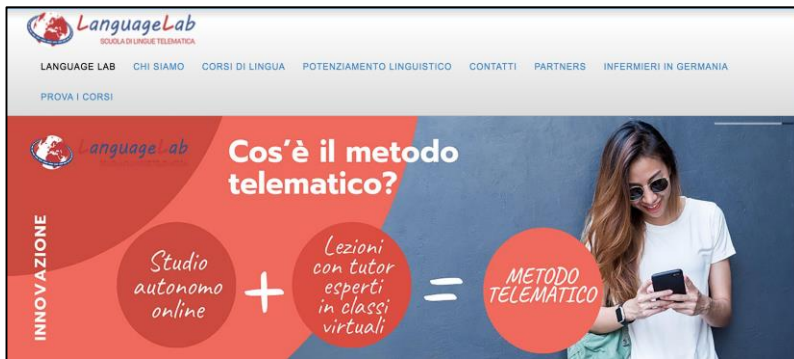 LanguageLab
SCUOLA DI LINGUE TELEMATICA
LANGUAGE LAB CHI SIAMO CORSI DI LINGUA POTENZIAMENTO LINGUISTICO CONTATTI PARTNERS INFERMIERI IN GERMANIA
PROVA I CORSI
LanguageLab
Cos'è il metodo
telematico?
INNOVAZIONE
Studio
autonomo
online
+
Lezioni
con tutor
esperti
in classi
virtuali
=
METODO
TELEMATICO